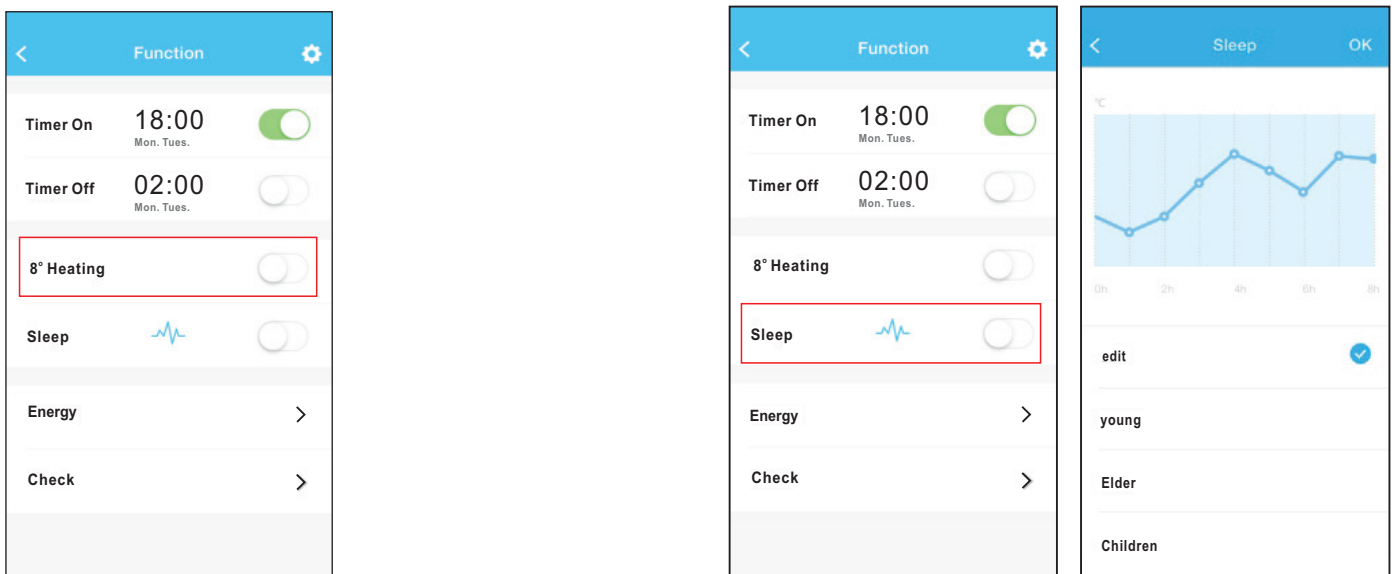 Function
Timer On 18:00
Mon. Tues.
Timer Off 02:00
Mon. Tues.
8° Heating
Sleep
Energy
Check
Function
Timer On 18:00
Mon. Tues.
Timer Off 02:00
Mon. Tues.
8° Heating
Sleep
Energy
Check
Sleep OK
°C
0h 2h 4h 6h 8h
edit
young
Elder
Children